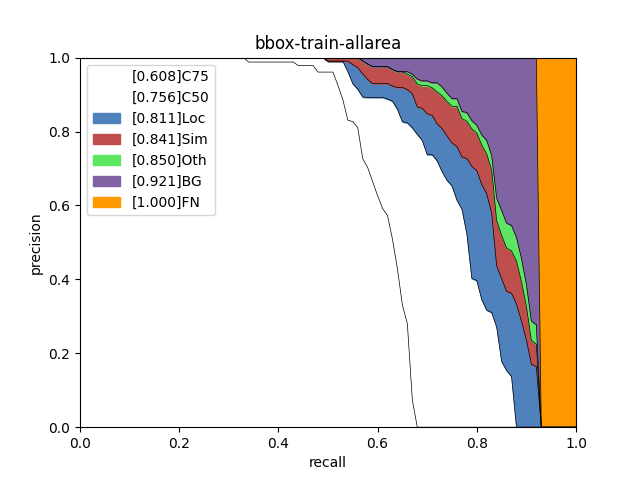 bbox-train-allarea
1.0
0.8
0.6
0.4
0.2
0.0
precision
[0.608]C75
[0.756]C50
[0.811]Loc
[0.841]Sim
[0.850]Oth
[0.921]BG
[1.000]FN
0.0 0.2 0.4 0.6 0.8 1.0
recall